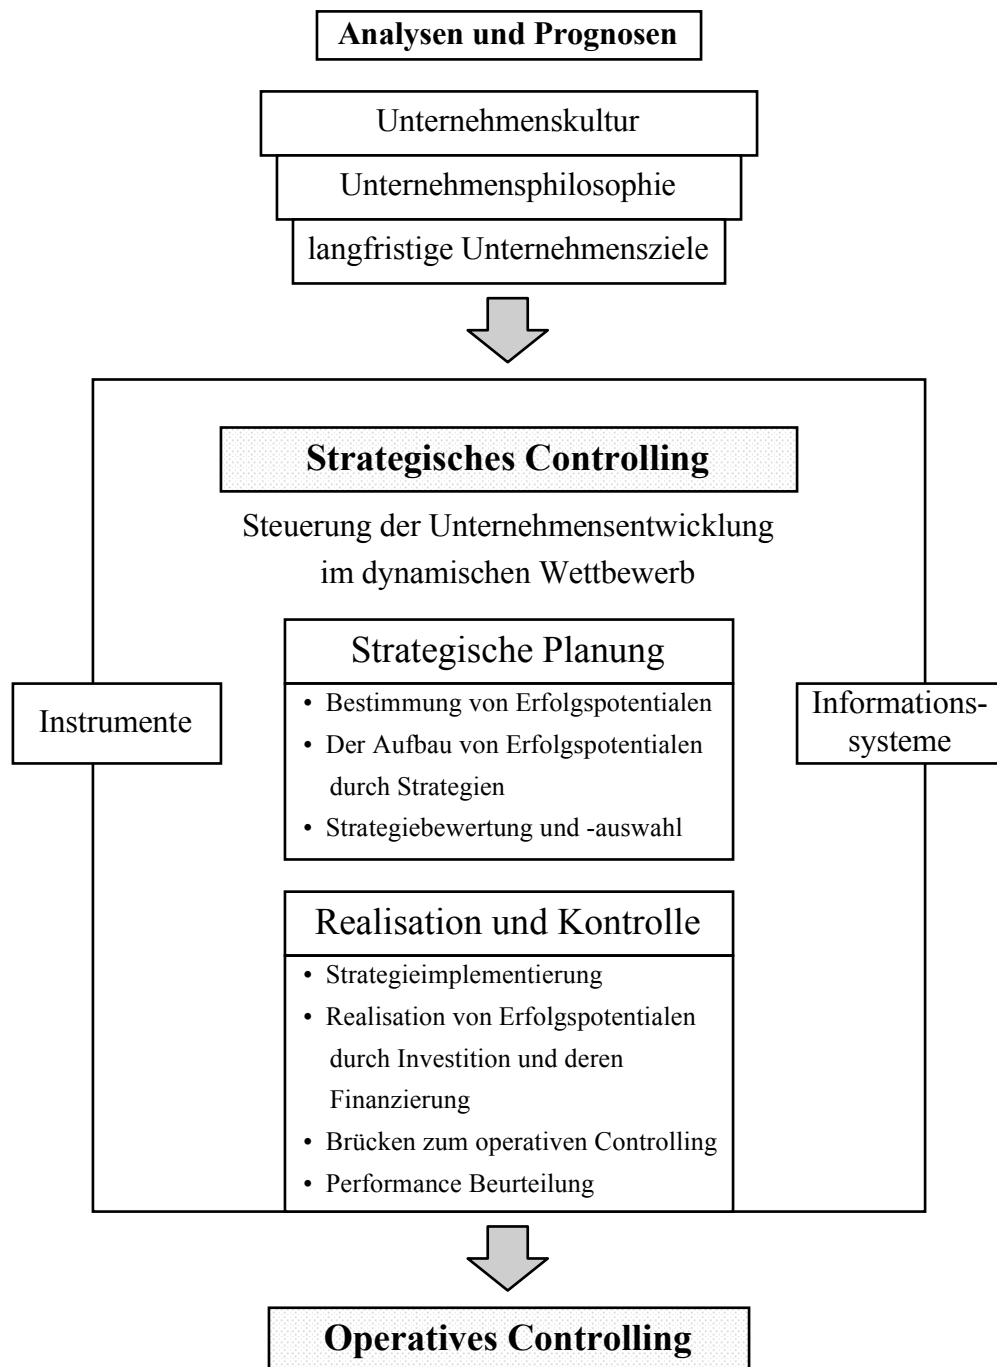 Analysen und Prognosen
Unternehmenskultur
Unternehmensphilosophie
langfristige Unternehmensziele
Strategisches Controlling
Steuerung der Unternehmensentwicklung
im dynamischen Wettbewerb
Strategische Planung
• Bestimmung von Erfolgspotentialen
• Der Aufbau von Erfolgspotentialen
durch Strategien
• Strategiebewertung und -auswahl
Instrumente
Informations-
systeme
Realisation und Kontrolle
• Strategieimplementierung
• Realisation von Erfolgspotentialen
durch Investition und deren
Finanzierung
• Brücken zum operativen Controlling
• Performance Beurteilung
Operatives Controlling